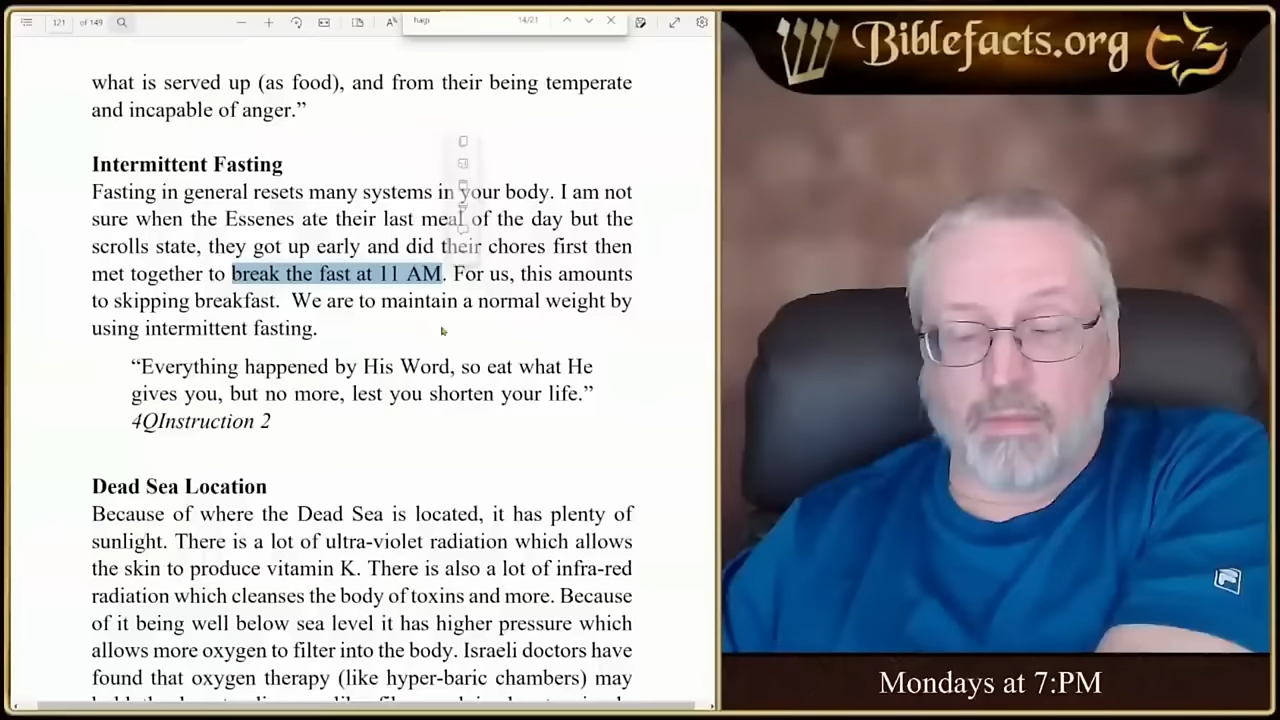 121 of 149
hagp 14/21
what is served up (as food), and from their being temperate
and incapable of anger.”
Intermittent Fasting
Fasting in general resets many systems in your body. I am not
sure when the Essenes ate their last meal of the day but the
scrolls state, they got up early and did their chores first then
met together to break the fast at 11 AM. For us, this amounts
to skipping breakfast. We are to maintain a normal weight by
using intermittent fasting.
“Everything happened by His Word, so eat what He
gives you, but no more, lest you shorten your life.”
4QInstruction 2
Dead Sea Location
Because of where the Dead Sea is located, it has plenty of
sunlight. There is a lot of ultra-violet radiation which allows
the skin to produce vitamin K. There is also a lot of infra-red
radiation which cleanses the body of toxins and more. Because
of it being well below sea level it has higher pressure which
allows more oxygen to filter into the body. Israeli doctors have
found that oxygen therapy (like hyper-baric chambers) may
Biblefacts.org
Mondays at 7:PM